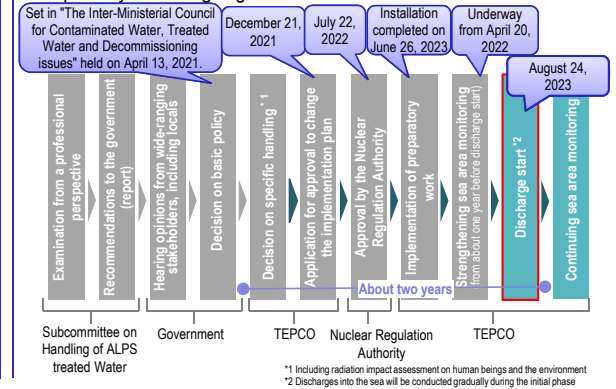 Set in "The Inter-Ministerial Council
for Contaminated Water, Treated
Water and Decommissioning
issues" held on April 13, 2021.
December 21,
2021
July 22,
2022
Installation
completed on
June 26, 2023
Underway
from April 20,
2022
August 24,
2023
Examination from a professional
perspective
Recommendations to the government
(report)
Hearing opinions from wide-ranging
stakeholders, including locals
Decision on basic policy
Decision on specific handling *1
Application for approval to change
the implementation plan
Approval by the Nuclear
Regulation Authority
Implementation of preparatory
work
Strengthening sea area monitoring
(from about one year before discharge start)
Discharge start *2
Continuing sea area monitoring
About two years
Subcommittee on
Handling of ALPS
treated Water
Government
TEPCO
Nuclear Regulation
Authority
TEPCO
*1 Including radiation impact assessment on human beings and the environment
*2 Discharges into the sea will be conducted gradually during the initial phase